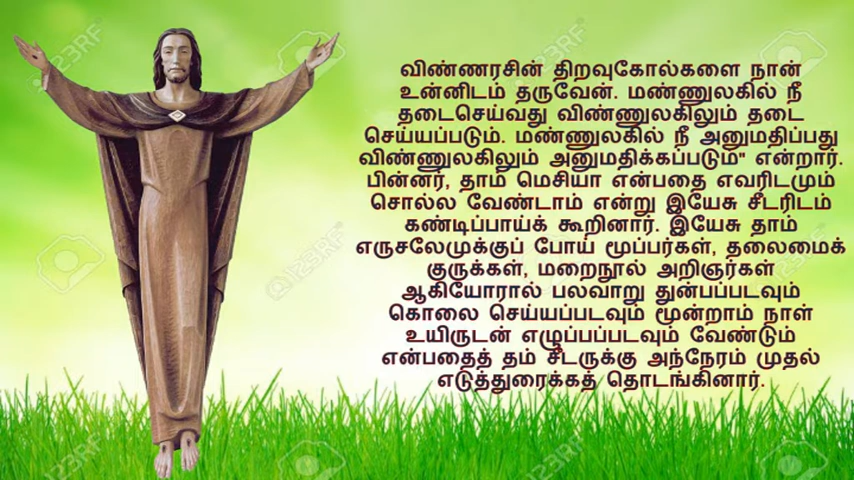 விண்ணரசின் திறவுகோல்களை நான்
உன்னிடம் தருவேன். மண்ணுலகில் நீ
தடைசெய்வது விண்ணுலகிலும் தடை
செய்யப்படும். மண்ணுலகில் நீ அனுமதிப்பது
விண்ணுலகிலும் அனுமதிக்கப்படும்" என்றார்.
பின்னர், தாம் மெசியா என்பதை எவரிடமும்
சொல்ல வேண்டாம் என்று இயேசு சீடரிடம்
கண்டிப்பாய்க் கூறினார். இயேசு தாம்
எருசலேமுக்குப் போய் மூப்பர்கள், தலைமைக்
குருக்கள், மறைநூல் அறிஞர்கள்
ஆகியோரால் பலவாறு துன்பப்படவும்
கொலை செய்யப்படவும் மூன்றாம் நாள்
உயிருடன் எழுப்பப்படவும் வேண்டும்
என்பதைத் தம் சீடருக்கு அந்நேரம் முதல்
எடுத்துரைக்கத் தொடங்கினார்.
123RF